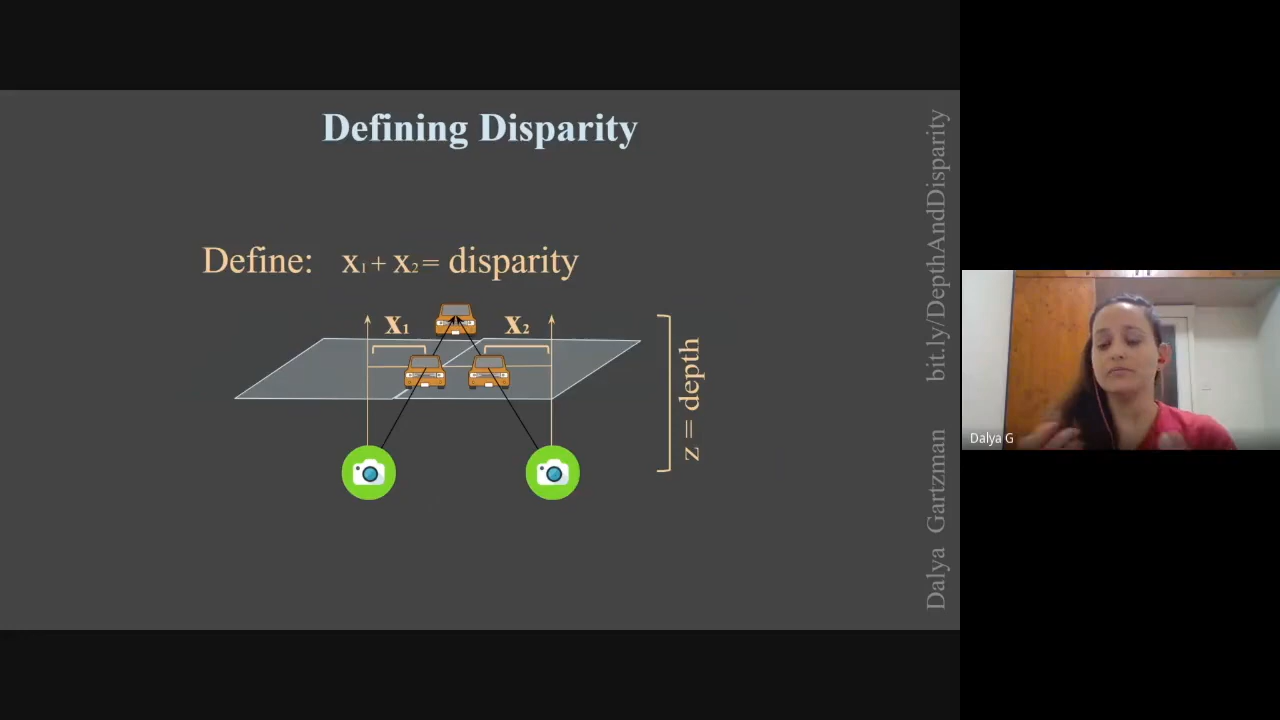 Defining Disparity
Define: x₁ + x₂ = disparity
x₁ x₂
z = depth
Dalya Gartzman bit.ly/DepthAndDisparity
Dalya G